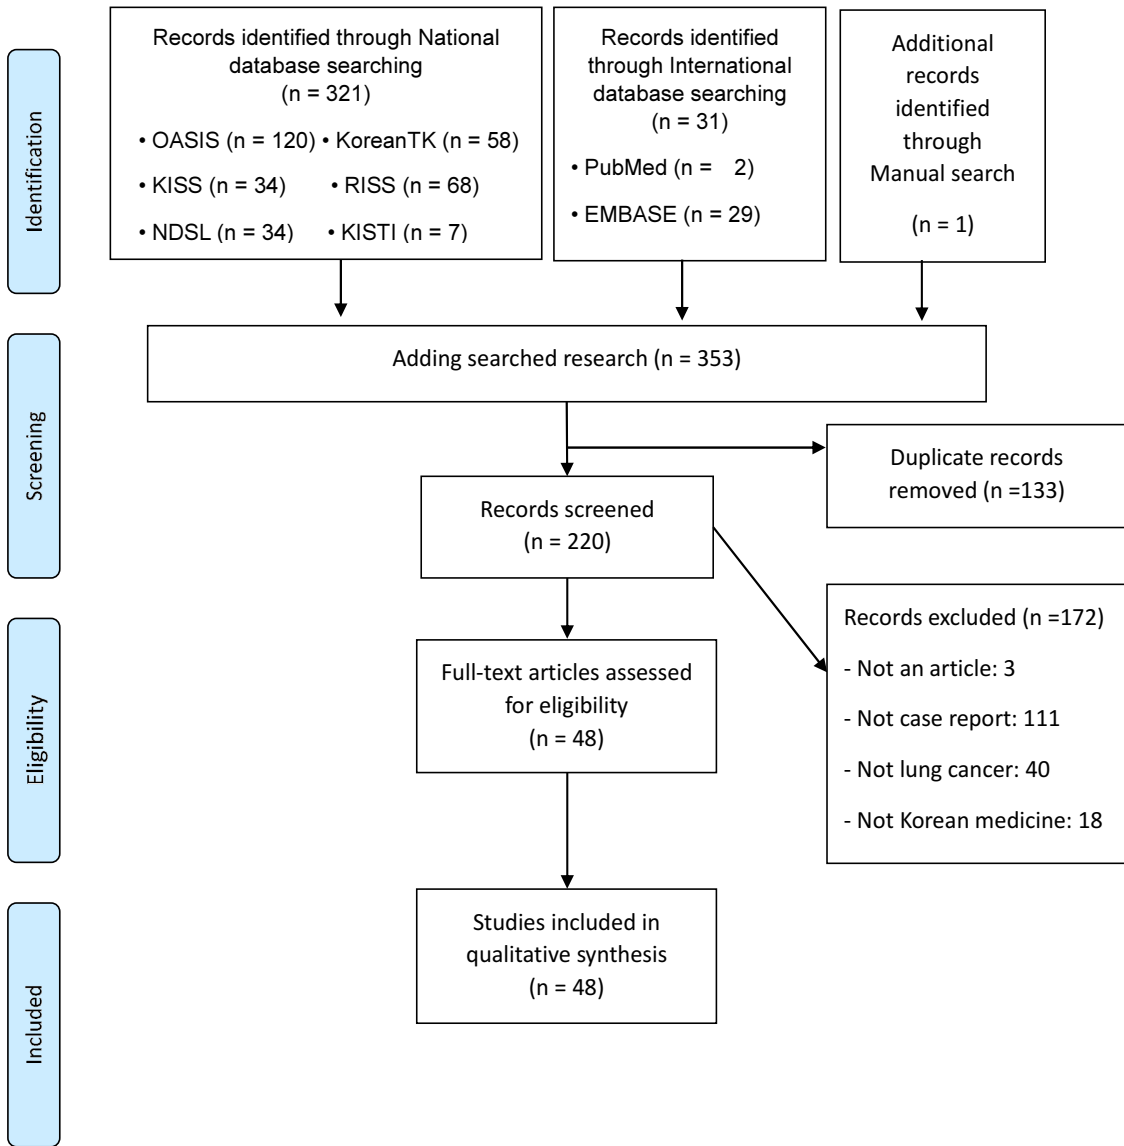 Identification
Records identified through National
database searching
(n = 321)
• OASIS (n = 120) • KoreanTK (n = 58)
• KISS (n = 34) • RISS (n = 68)
• NDSL (n = 34) • KISTI (n = 7)
Records identified
through International
database searching
(n = 31)
• PubMed (n = 2)
• EMBASE (n = 29)
Additional
records
identified
through
Manual search
(n = 1)
Screening
Adding searched research (n = 353)
Duplicate records
removed (n =133)
Records screened
(n = 220)
Records excluded (n =172)
- Not an article: 3
- Not case report: 111
- Not lung cancer: 40
- Not Korean medicine: 18
Eligibility
Full-text articles assessed
for eligibility
(n = 48)
Included
Studies included in
qualitative synthesis
(n = 48)